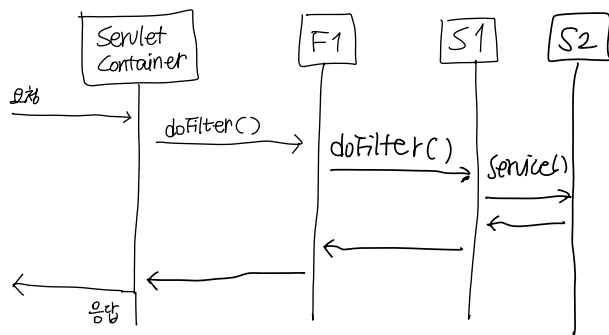 Servlet
Container
F1
S1
S2
요청
doFilter()
doFilter()
Service()
응답